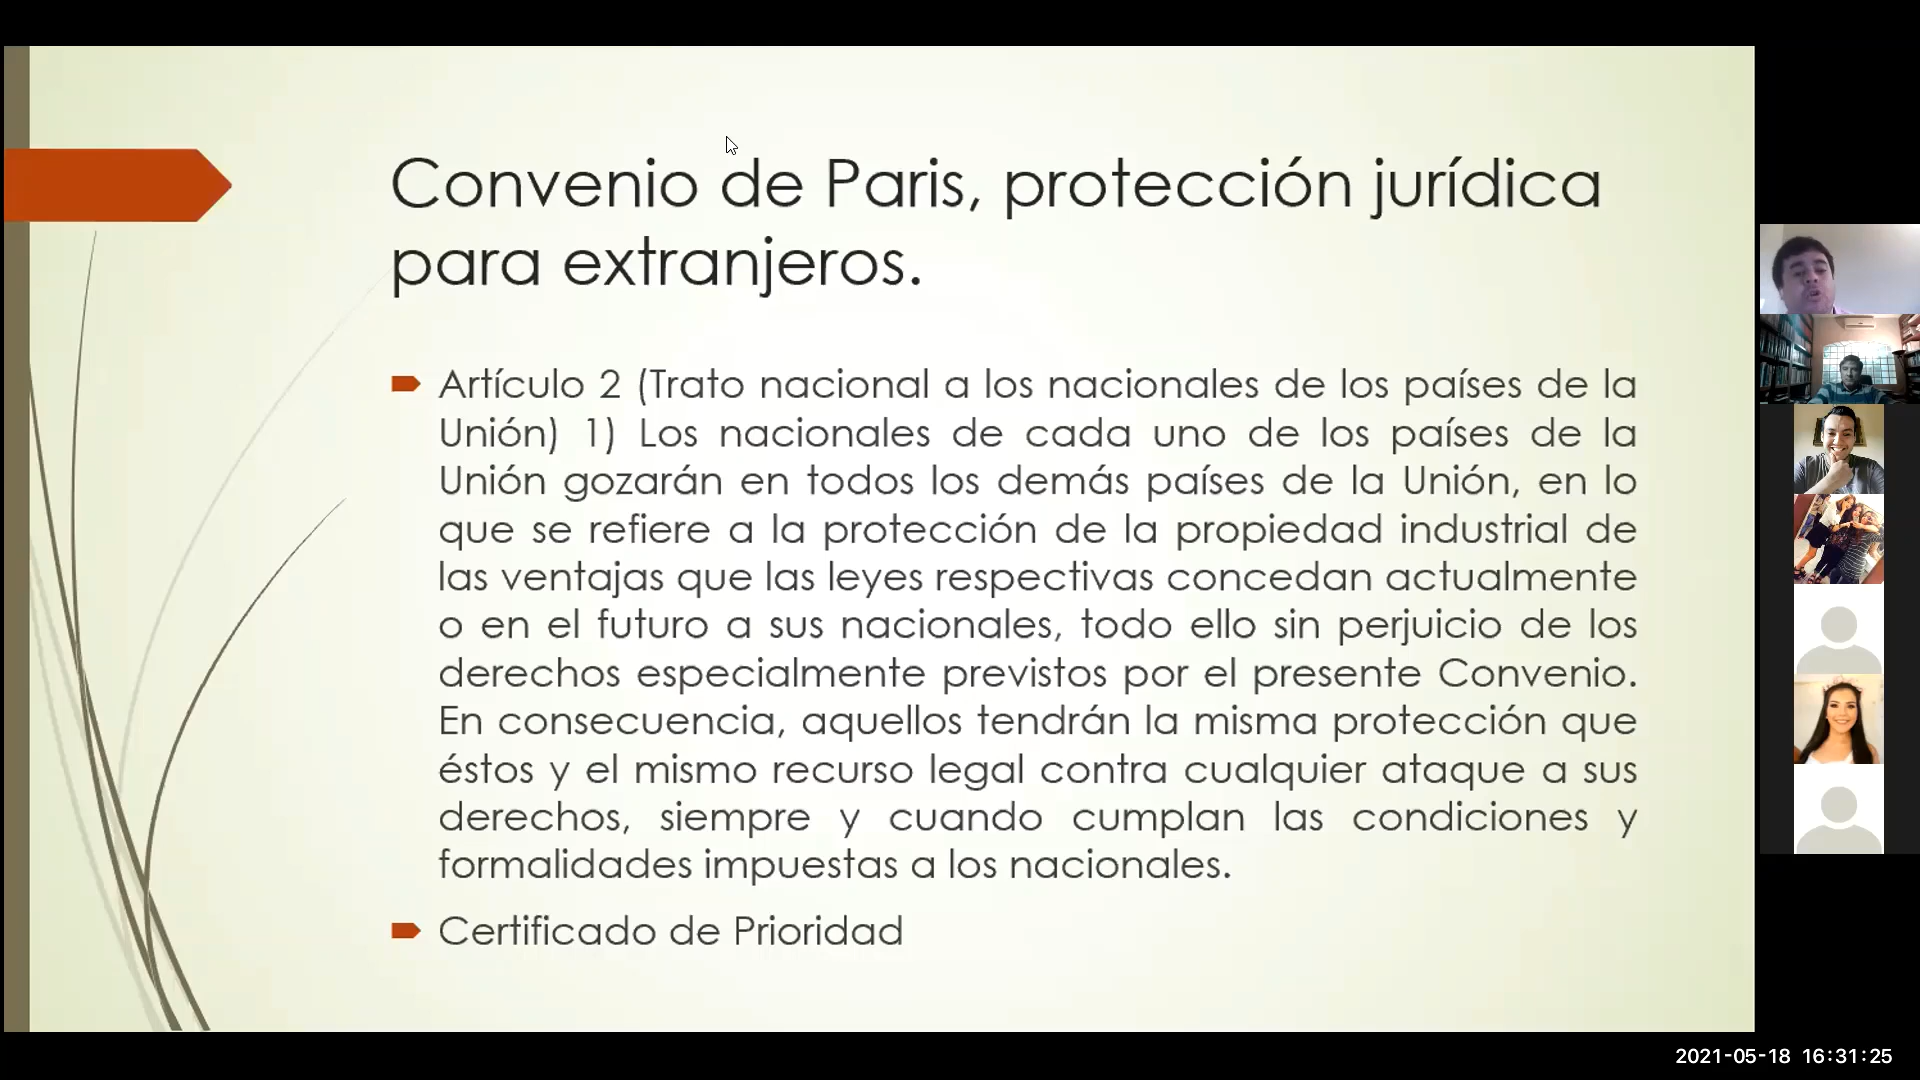 Convenio de Paris, protección jurídica
para extranjeros.
Artículo 2 (Trato nacional a los nacionales de los países de la
Unión) 1) Los nacionales de cada uno de los países de la
Unión gozarán en todos los demás países de la Unión, en lo
que se refiere a la protección de la propiedad industrial de
las ventajas que las leyes respectivas concedan actualmente
o en el futuro a sus nacionales, todo ello sin perjuicio de los
derechos especialmente previstos por el presente Convenio.
En consecuencia, aquellos tendrán la misma protección que
éstos y el mismo recurso legal contra cualquier ataque a sus
derechos, siempre y cuando cumplan las condiciones y
formalidades impuestas a los nacionales.
Certificado de Prioridad
2021-05-18 16:31:25